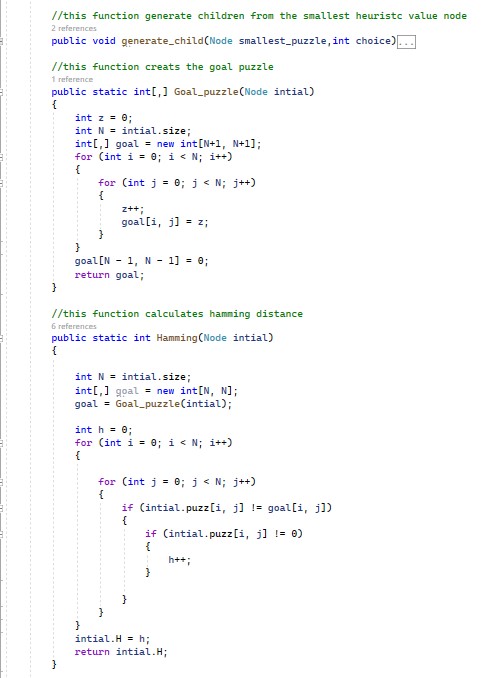 //this function generate children from the smallest heuristc value node
2 references
public void generate_child(Node smallest_puzzle,int choice)...
//this function creats the goal puzzle
1 reference
public static int[,] Goal_puzzle(Node intial)
{
int z = 0;
int N = intial.size;
int[,] goal = new int[N+1, N+1];
for (int i = 0; i < N; i++)
{
for (int j = 0; j < N; j++)
{
z++;
goal[i, j] = z;
}
}
goal[N - 1, N - 1] = 0;
return goal;
}
//this function calculates hamming distance
6 references
public static int Hamming(Node intial)
{
int N = intial.size;
int[,] goal = new int[N, N];
goal = Goal_puzzle(intial);
int h = 0;
for (int i = 0; i < N; i++)
{
for (int j = 0; j < N; j++)
{
if (intial.puzz[i, j] != goal[i, j])
{
if (intial.puzz[i, j] != 0)
{
h++;
}
}
}
}
intial.H = h;
return intial.H;
}